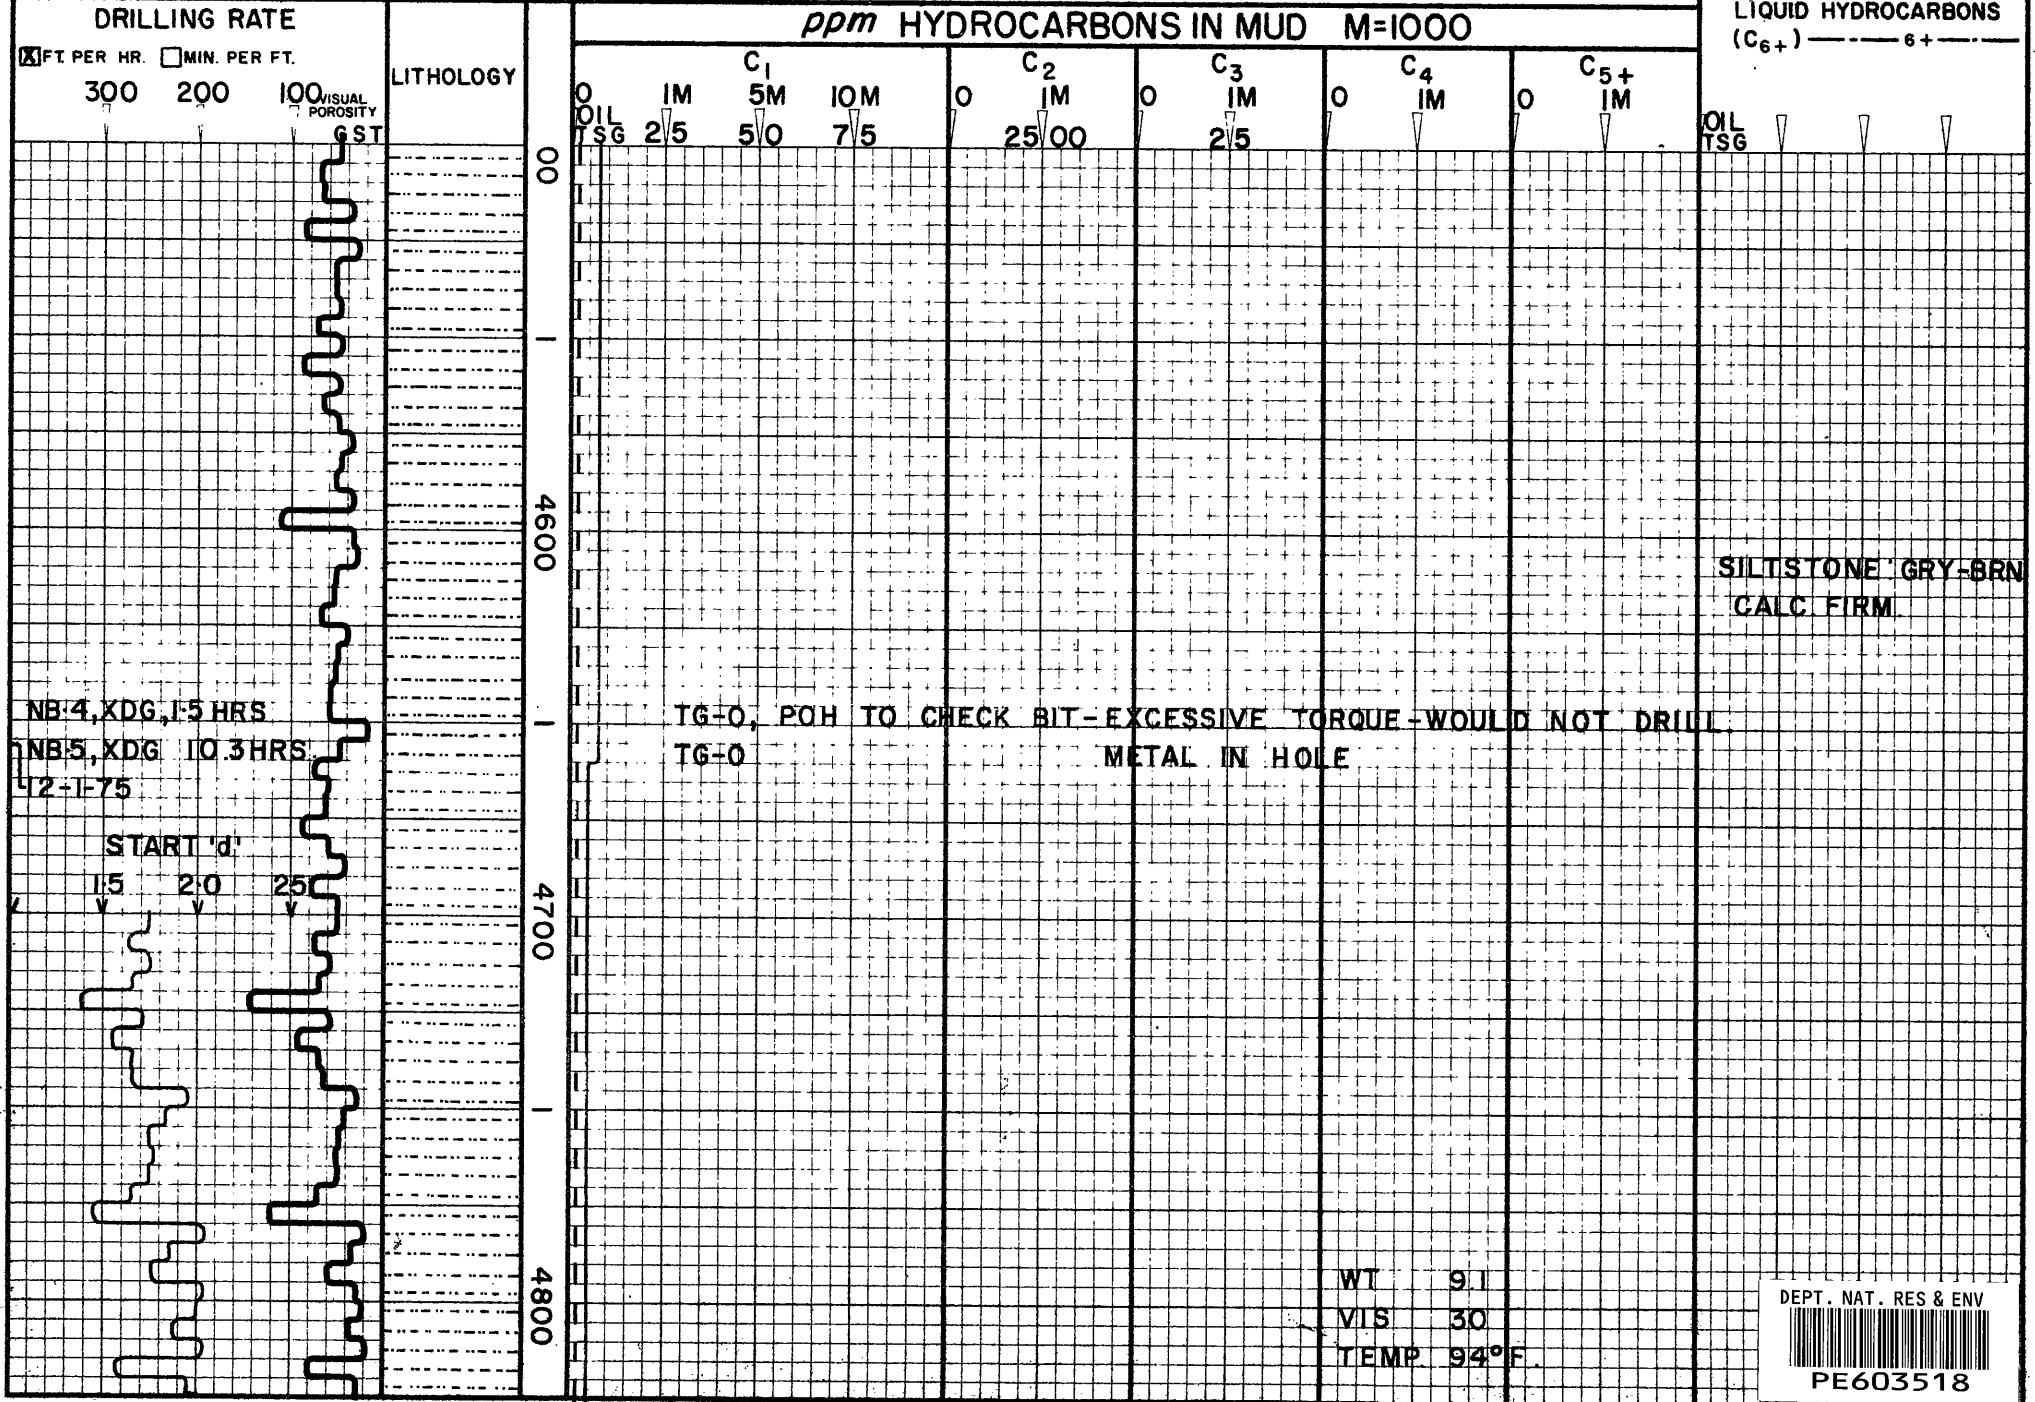 DRILLING RATE
☒FT. PER HR. ☐MIN. PER FT.
300 200 100
VISUAL POROSITY
G S T
LITHOLOGY
ppm HYDROCARBONS IN MUD M=1000
C1 C2 C3 C4 C5+
0 1M 5M 10M 0 1M 0 1M 0 1M 0 1M
OIL
TSG 25 50 75 2500 25
LIQUID HYDROCARBONS
(C6+) —-—— 6+ ——-——
OIL
TSG
00
1
4600
SILTSTONE: GRY-BRN
CALC. FIRM.
1
NB·4, XDG, 1·5 HRS
TG-0, POH TO CHECK BIT-EXCESSIVE TORQUE-WOULD NOT DRILL.
NB·5, XDG 10.3 HRS
TG-0 METAL IN HOLE
12-1-75
START 'd'
1·5 2·0 25
4700
1
4800
WT 9.1
VIS 30
TEMP 94°F.
DEPT. NAT. RES & ENV
PE603518